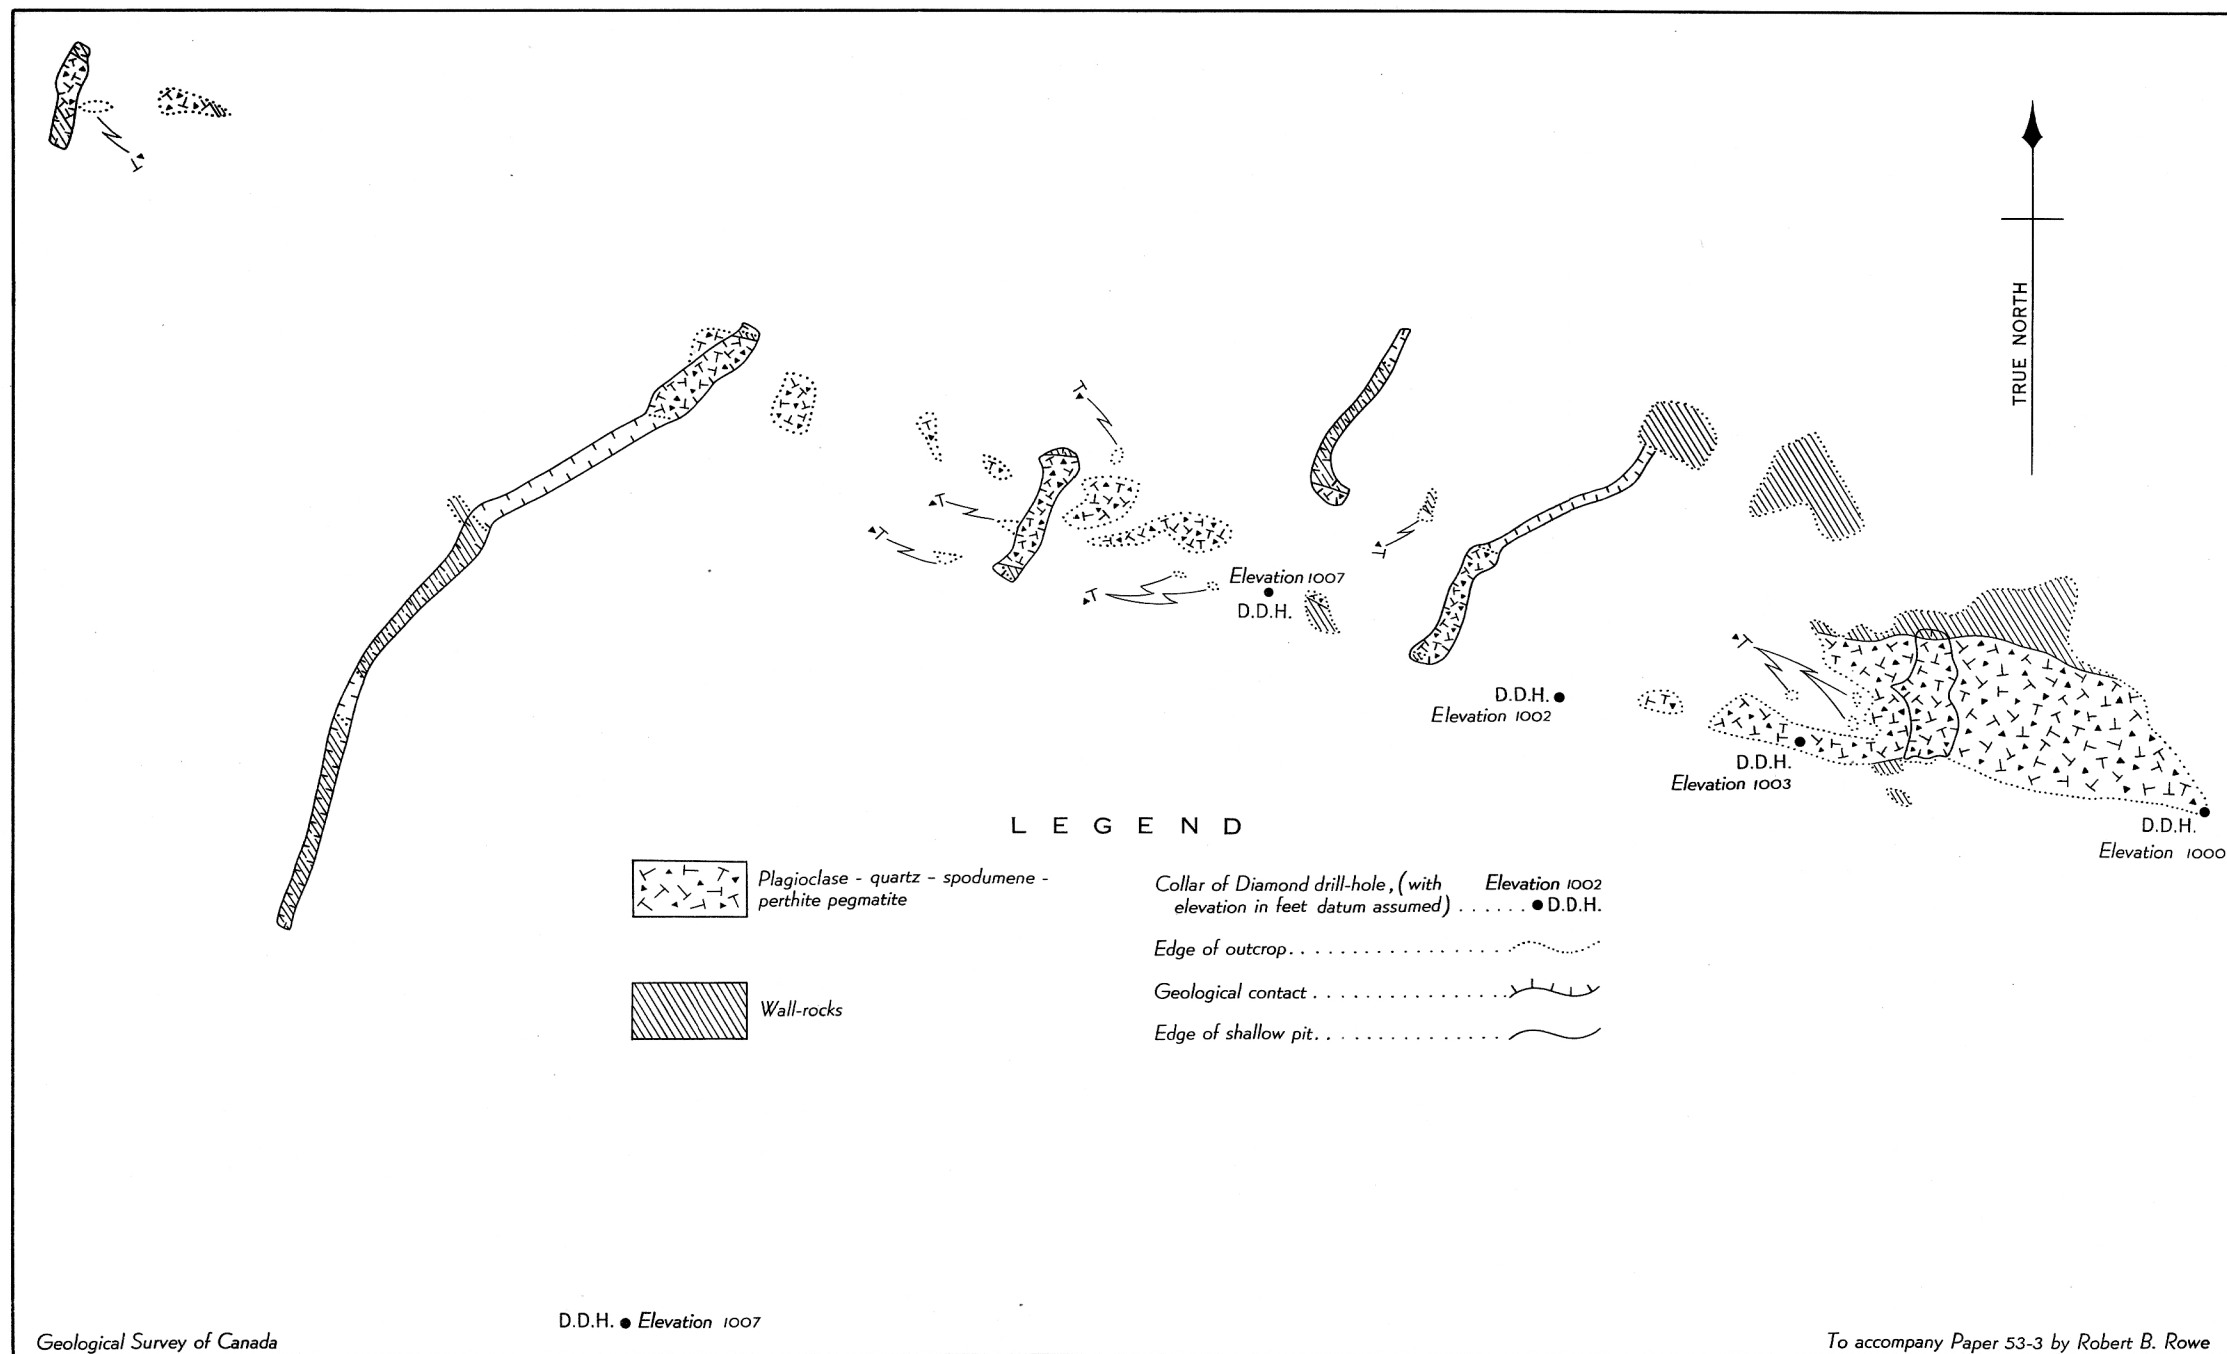 TRUE NORTH
Elevation 1007
D.D.H.
D.D.H.
Elevation 1002
D.D.H.
Elevation 1003
D.D.H.
Elevation 1000
LEGEND
Plagioclase - quartz - spodumene -
perthite pegmatite
Wall-rocks
Collar of Diamond drill-hole, (with
elevation in feet datum assumed) ......
Elevation 1002
D.D.H.
Edge of outcrop..................
Geological contact ................
Edge of shallow pit...............
D.D.H. Elevation 1007
Geological Survey of Canada
To accompany Paper 53-3 by Robert B. Rowe